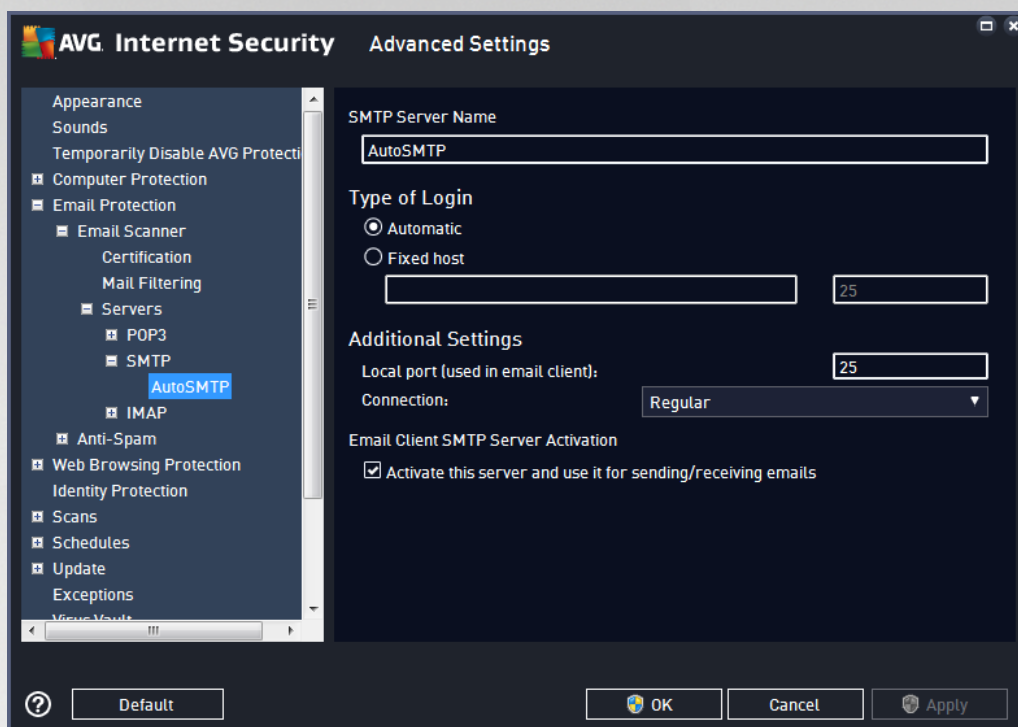 AVG. Internet Security Advanced Settings
Appearance
Sounds
Temporarily Disable AVG Protecti
Computer Protection
Email Protection
Email Scanner
Certification
Mail Filtering
Servers
POP3
SMTP
AutoSMTP
IMAP
Anti-Spam
Web Browsing Protection
Identity Protection
Scans
Schedules
Update
Exceptions
Virus Vault
SMTP Server Name
AutoSMTP
Type of Login
Automatic
Fixed host
25
Additional Settings
Local port (used in email client): 25
Connection: Regular
Email Client SMTP Server Activation
Activate this server and use it for sending/receiving emails
? Default OK Cancel Apply